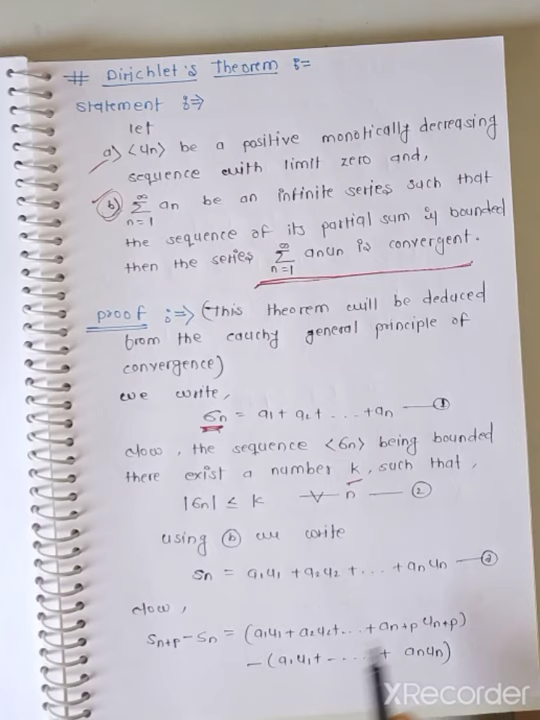 # Dirichlet's Theorem :=
Statement :⇒
let
a) <un> be a positive monotically decreasing
sequence with limit zero and,
b) ∞∑n=1 an be an infinite series such that
the sequence of its partial sum is bounded
then the series ∞∑n=1 anun is convergent.
proof :⇒ (this theorem will be deduced
from the cauchy general principle of
convergence)
we write,
σn = a1 + a2 + ... + an —①
Now, the sequence <σn> being bounded
there exist a number k, such that,
|σn| ≤ k ∀ n —②
using ⓑ we write
Sn = a1u1 + a2u2 + ... + anun —③
Now,
Sn+p - Sn = (a1u1 + a2u2+... + an+p un+p)
- (a1u1 + - .... + anun)
XRecorder